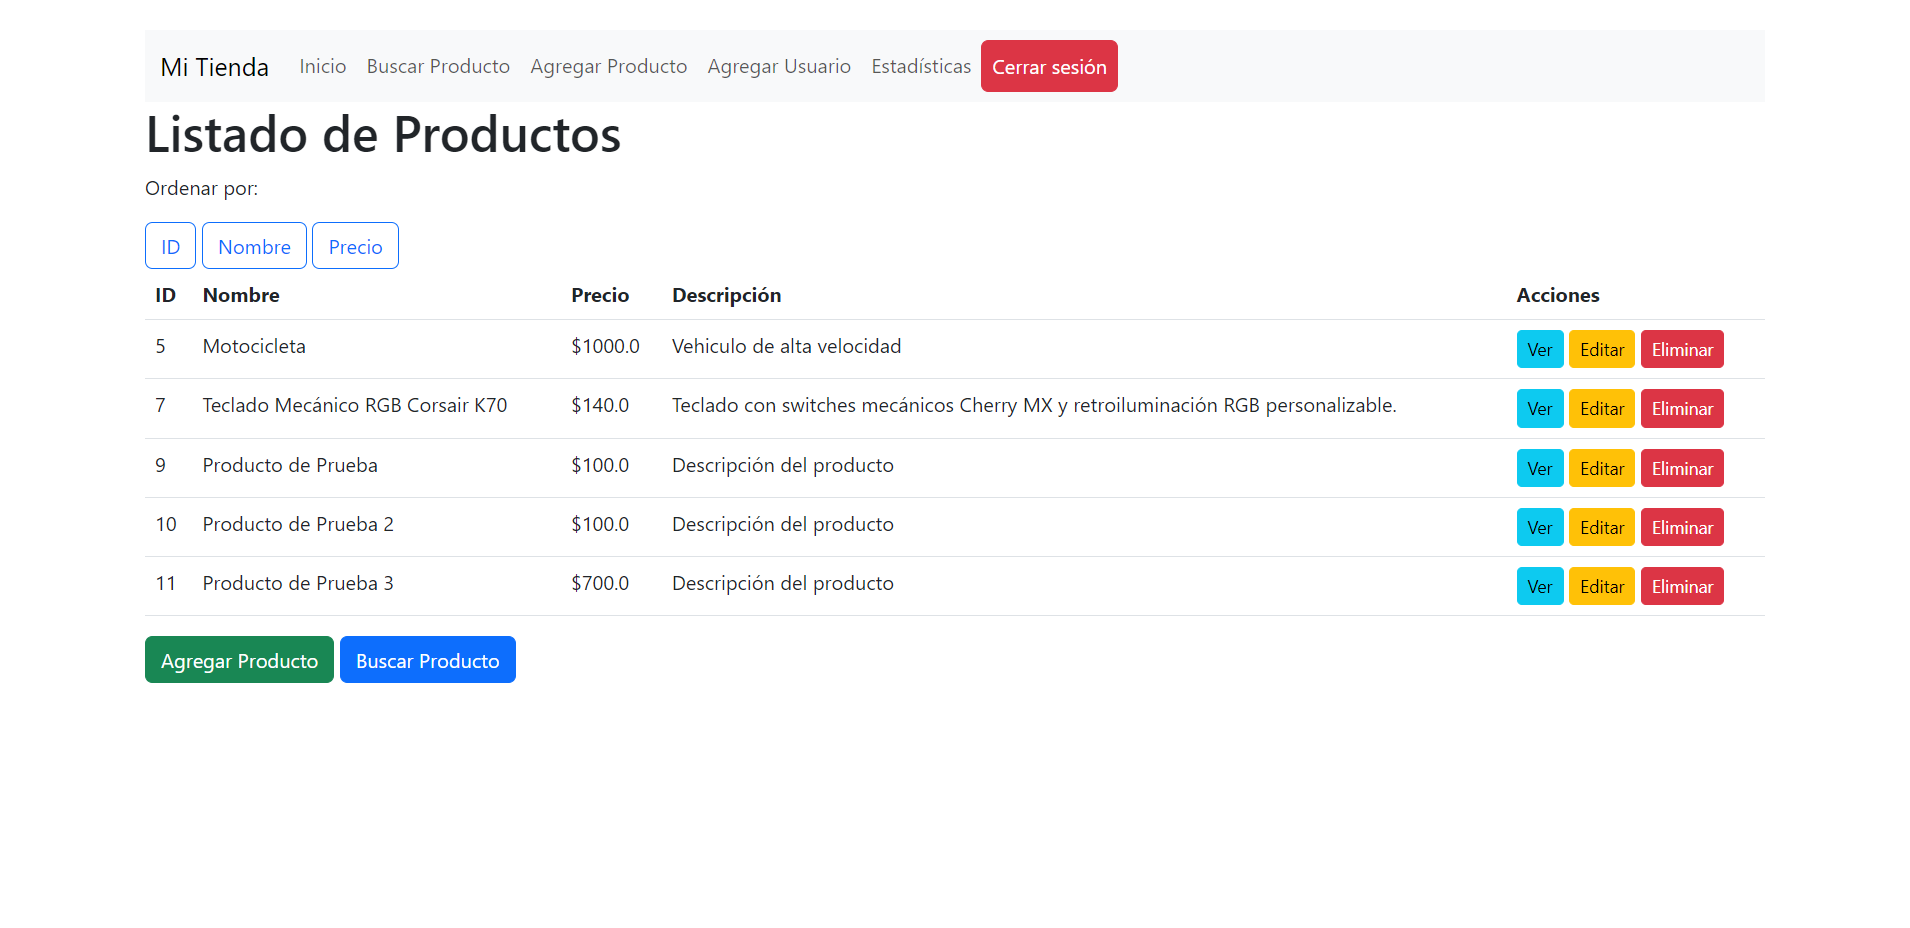 Mi Tienda Inicio Buscar Producto Agregar Producto Agregar Usuario Estadísticas Cerrar sesión
Listado de Productos
Ordenar por:
ID Nombre Precio
ID Nombre Precio Descripción Acciones
5 Motocicleta $1000.0 Vehiculo de alta velocidad Ver Editar Eliminar
7 Teclado Mecánico RGB Corsair K70 $140.0 Teclado con switches mecánicos Cherry MX y retroiluminación RGB personalizable. Ver Editar Eliminar
9 Producto de Prueba $100.0 Descripción del producto Ver Editar Eliminar
10 Producto de Prueba 2 $100.0 Descripción del producto Ver Editar Eliminar
11 Producto de Prueba 3 $700.0 Descripción del producto Ver Editar Eliminar
Agregar Producto Buscar Producto